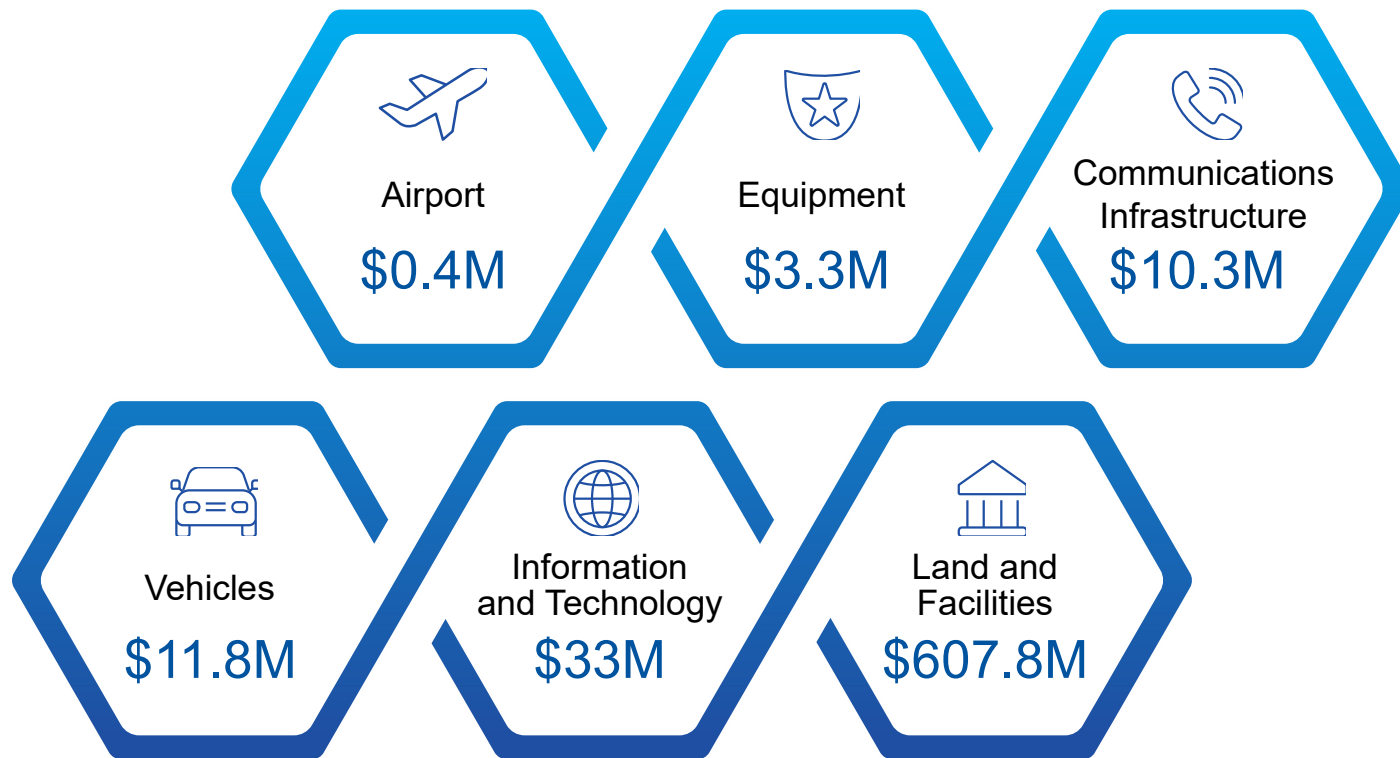 Airport
$0.4M
Equipment
$3.3M
Communications
Infrastructure
$10.3M
Vehicles
$11.8M
Information
and Technology
$33M
Land and
Facilities
$607.8M